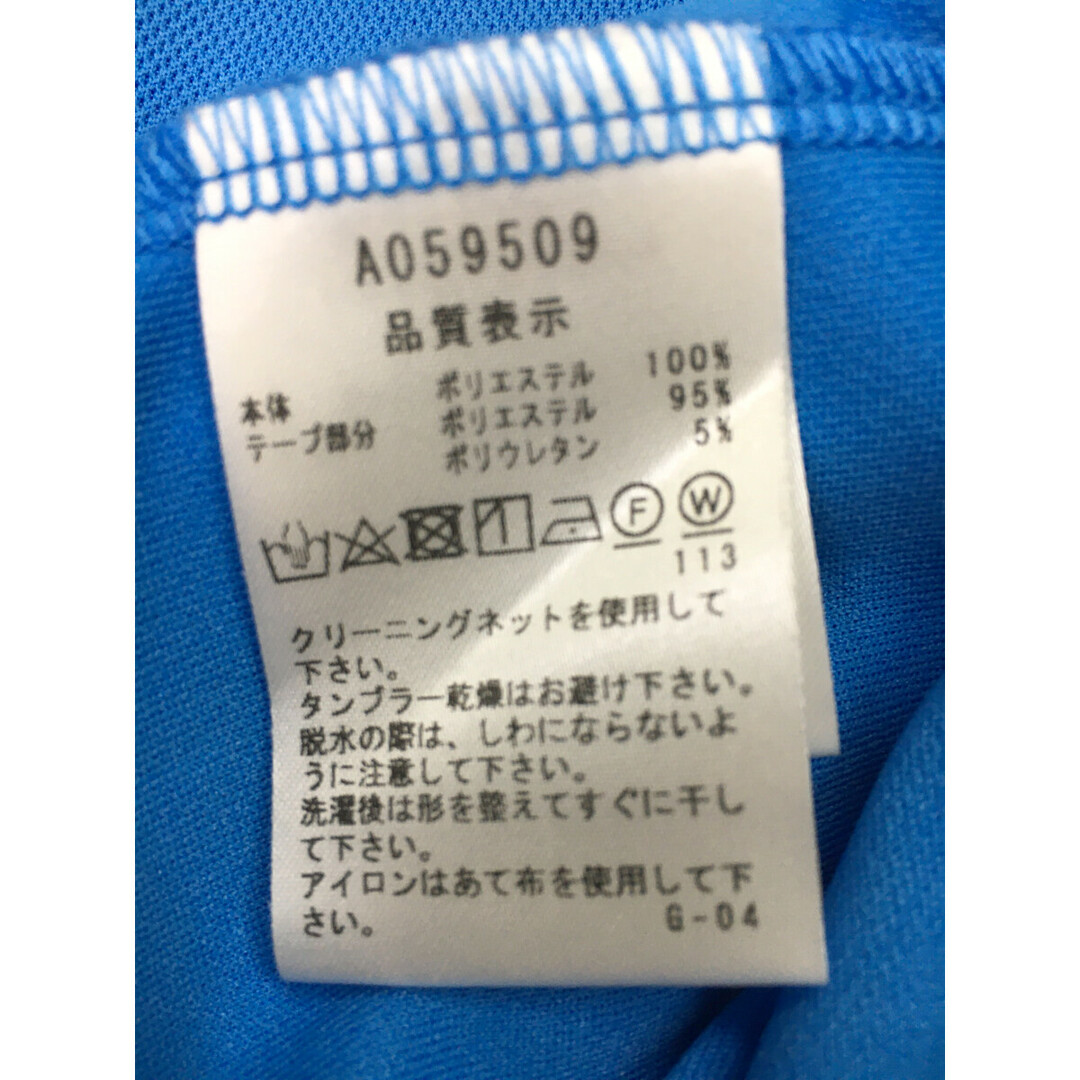 A059509
品質表示
本体 ポリエステル 100%
テープ部分 ポリエステル 95%
ポリウレタン 5%
F W
113
クリーニングネットを使用して
下さい。
タンブラー乾燥はお避け下さい。
脱水の際は、しわにならないよ
うに注意して下さい。
洗濯後は形を整えてすぐに干し
て下さい。
アイロンはあて布を使用して下
さい。 G-04